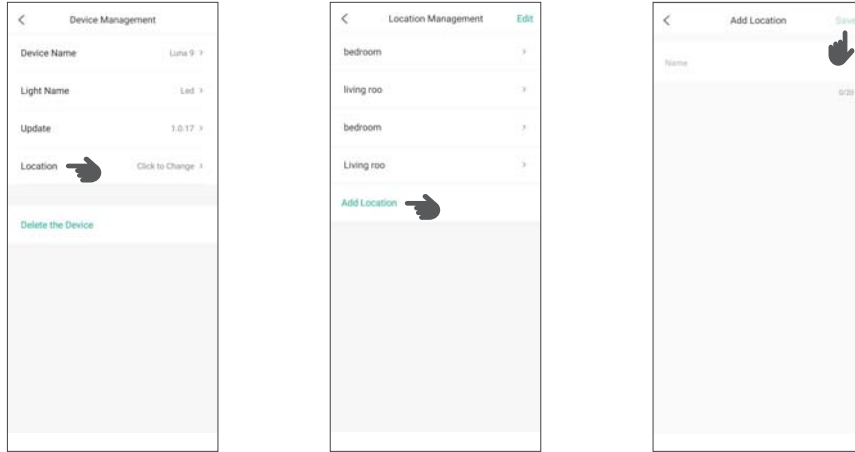 Device Management
Device Name Luna 9
Light Name Led
Update 1.0.17
Location Click to Change
Delete the Device
Location Management Edit
bedroom
living roo
bedroom
Living roo
Add Location
Add Location Save
Name
0/20